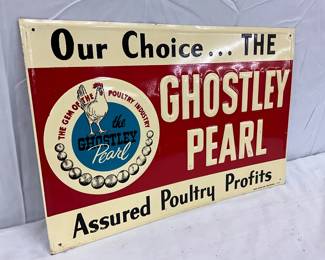 Our Choice... THE
THE GEM OF THE POULTRY INDUSTRY
the
GHOSTLEY
Pearl
GHOSTLEY
PEARL
Assured Poultry Profits